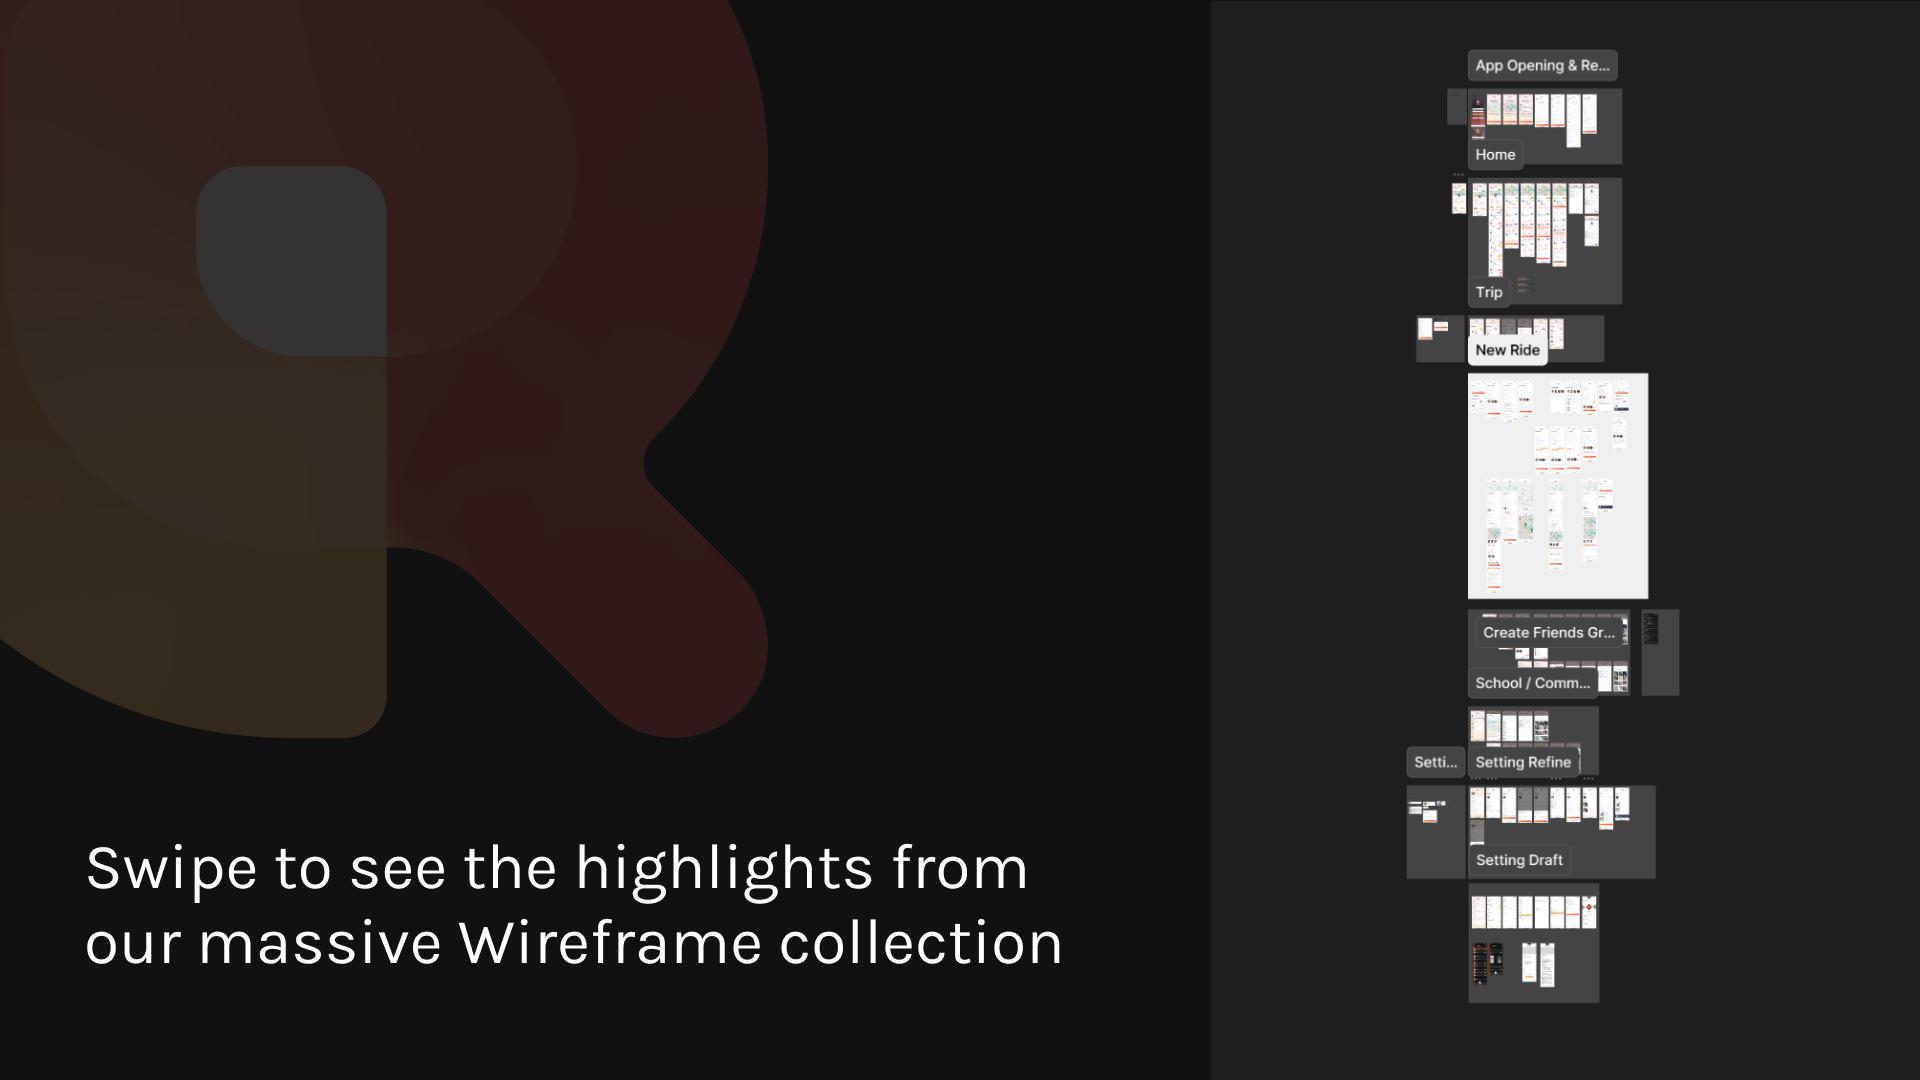 Swipe to see the highlights from
our massive Wireframe collection
App Opening & Re...
Home
Trip
New Ride
Create Friends Gr...
School / Comm...
Setti...
Setting Refine
Setting Draft